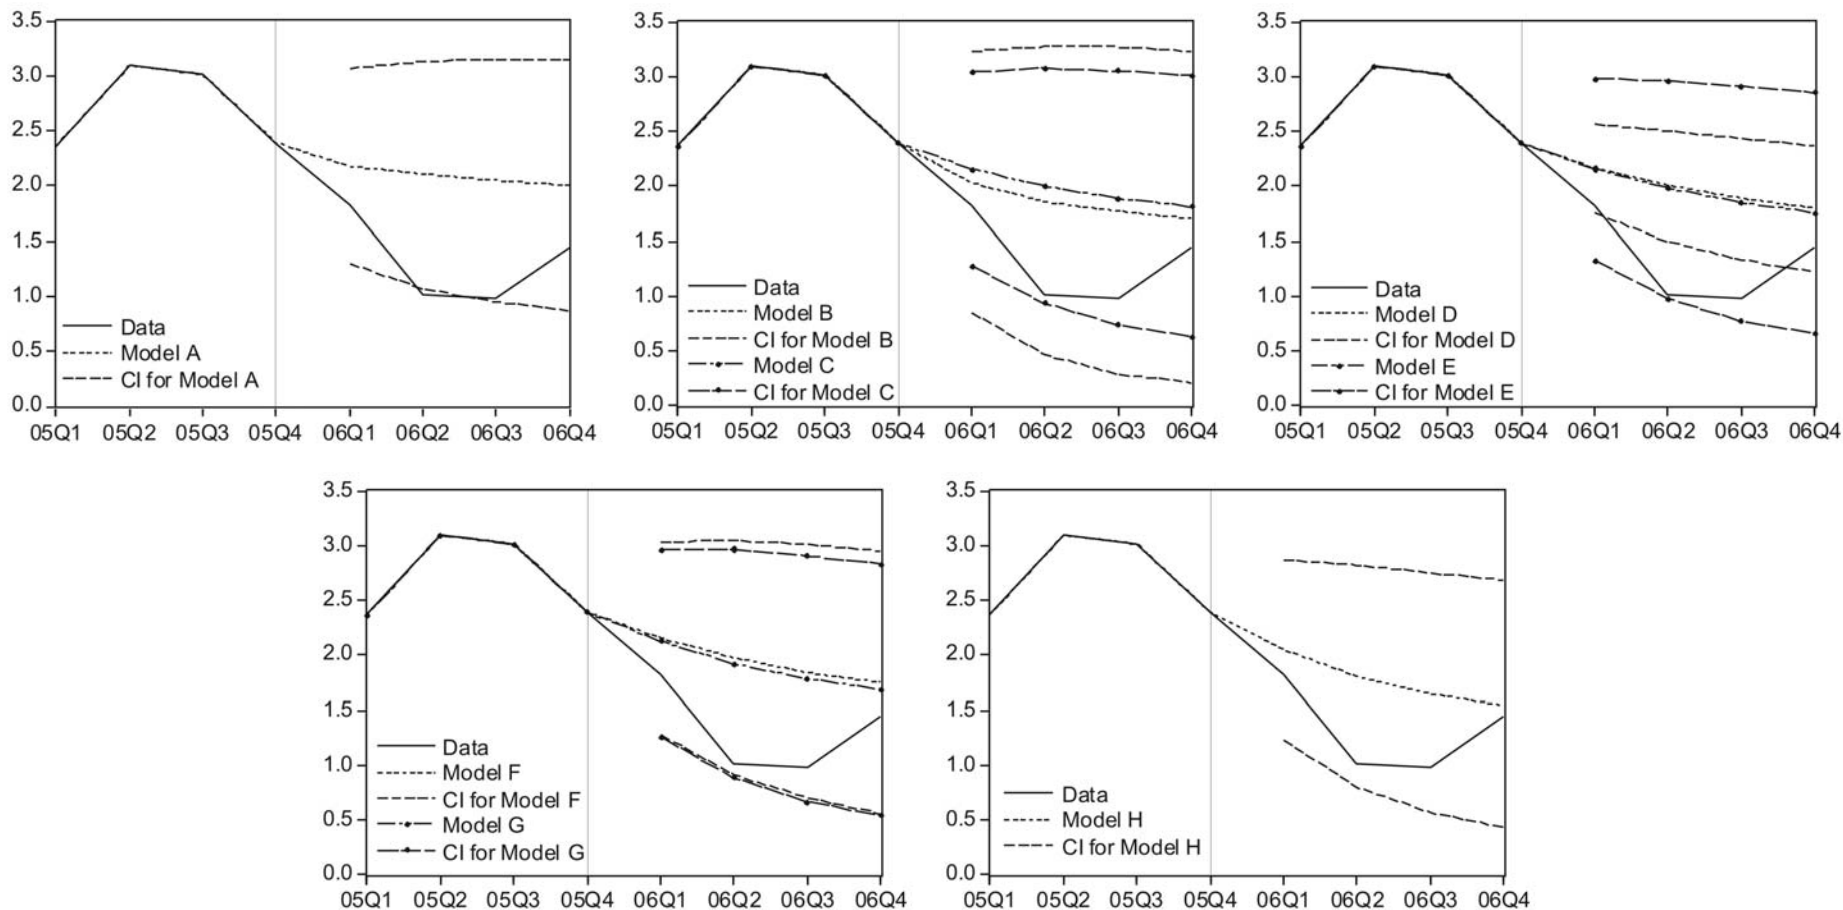 3.5
3.0
2.5
2.0
1.5
1.0
0.5
0.0
Data
Model A
CI for Model A
05Q1 05Q2 05Q3 05Q4 06Q1 06Q2 06Q3 06Q4
3.5
3.0
2.5
2.0
1.5
1.0
0.5
0.0
Data
Model B
CI for Model B
Model C
CI for Model C
05Q1 05Q2 05Q3 05Q4 06Q1 06Q2 06Q3 06Q4
3.5
3.0
2.5
2.0
1.5
1.0
0.5
0.0
Data
Model D
CI for Model D
Model E
CI for Model E
05Q1 05Q2 05Q3 05Q4 06Q1 06Q2 06Q3 06Q4
3.5
3.0
2.5
2.0
1.5
1.0
0.5
0.0
Data
Model F
CI for Model F
Model G
CI for Model G
05Q1 05Q2 05Q3 05Q4 06Q1 06Q2 06Q3 06Q4
3.5
3.0
2.5
2.0
1.5
1.0
0.5
0.0
Data
Model H
CI for Model H
05Q1 05Q2 05Q3 05Q4 06Q1 06Q2 06Q3 06Q4